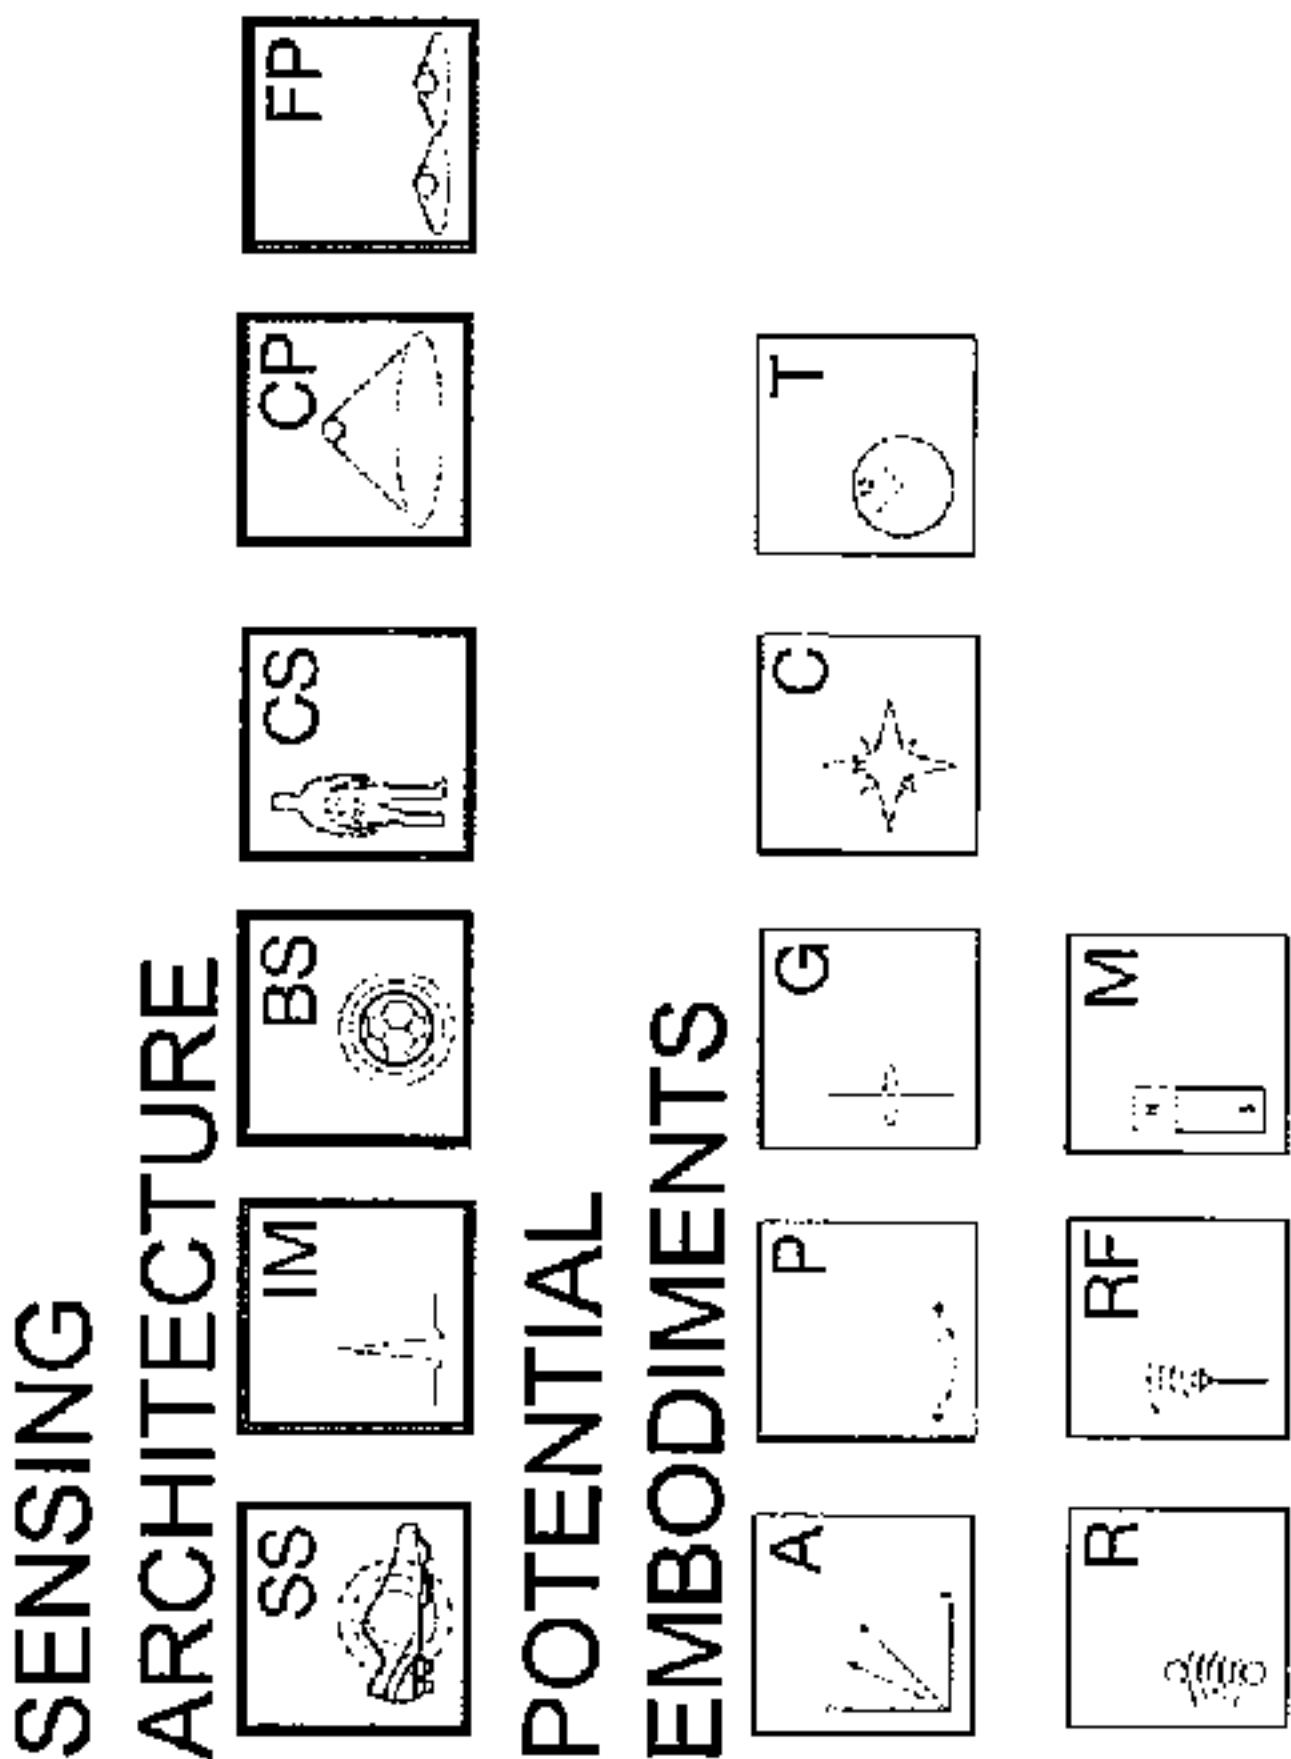 SENSING
ARCHITECTURE
SS IM BS CS CP FP
POTENTIAL
EMBODIMENTS
A P G C T
R RF M
N
S